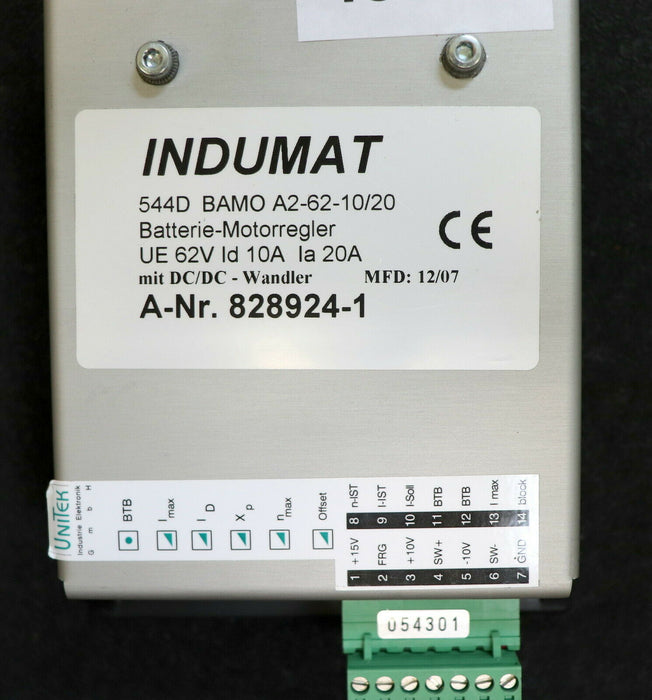 INDUMAT
544D BAMO A2-62-10/20
Batterie-Motorregler
UE 62V Id 10A Ia 20A
mit DC/DC - Wandler MFD: 12/07
A-Nr. 828924-1
CE
UNITEK
Industrie Elektronik
G m b H
BTB
I max
I D
X p
n max
Offset
8 n-IST
9 I-IST
10 I-Soll
11 BTB
12 BTB
13 I max
14 block
1 +15V
2 FRG
3 +10V
4 SW+
5 -10V
6 SW-
7 GND
054301